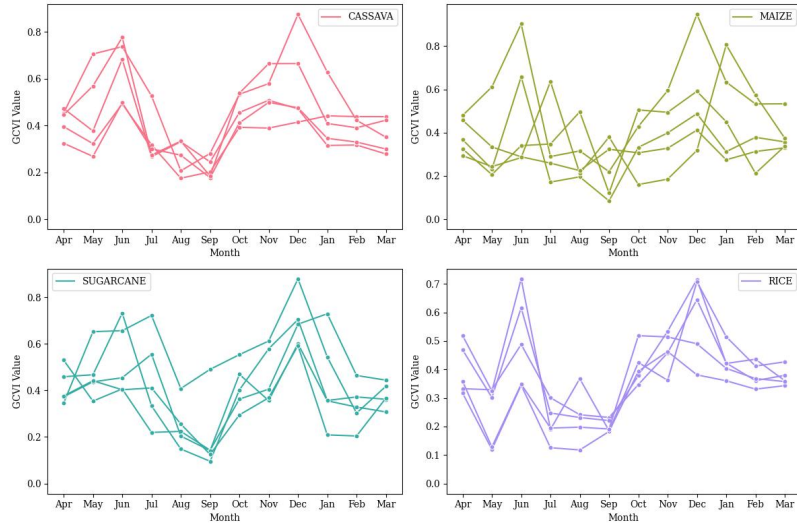 CASSAVA
0.8
0.6
0.4
0.2
0.0
GCVI Value
Apr May Jun Jul Aug Sep Oct Nov Dec Jan Feb Mar
Month
MAIZE
0.8
0.6
0.4
0.2
0.0
GCVI Value
Apr May Jun Jul Aug Sep Oct Nov Dec Jan Feb Mar
Month
SUGARCANE
0.8
0.6
0.4
0.2
0.0
GCVI Value
Apr May Jun Jul Aug Sep Oct Nov Dec Jan Feb Mar
Month
RICE
0.7
0.6
0.5
0.4
0.3
0.2
0.1
0.0
GCVI Value
Apr May Jun Jul Aug Sep Oct Nov Dec Jan Feb Mar
Month